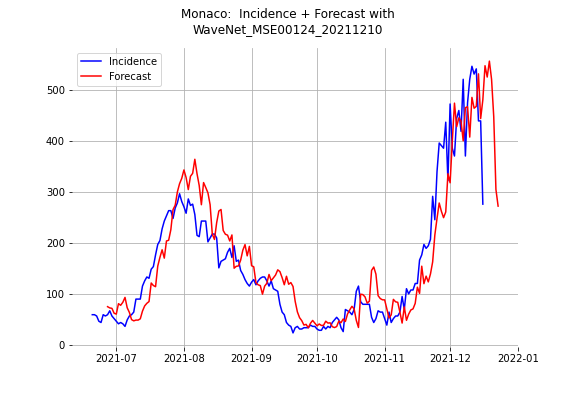 Monaco:  Incidence + Forecast with
WaveNet_MSE00124_20211210
Incidence
Forecast
500
400
300
200
100
0
2021-07 2021-08 2021-09 2021-10 2021-11 2021-12 2022-01